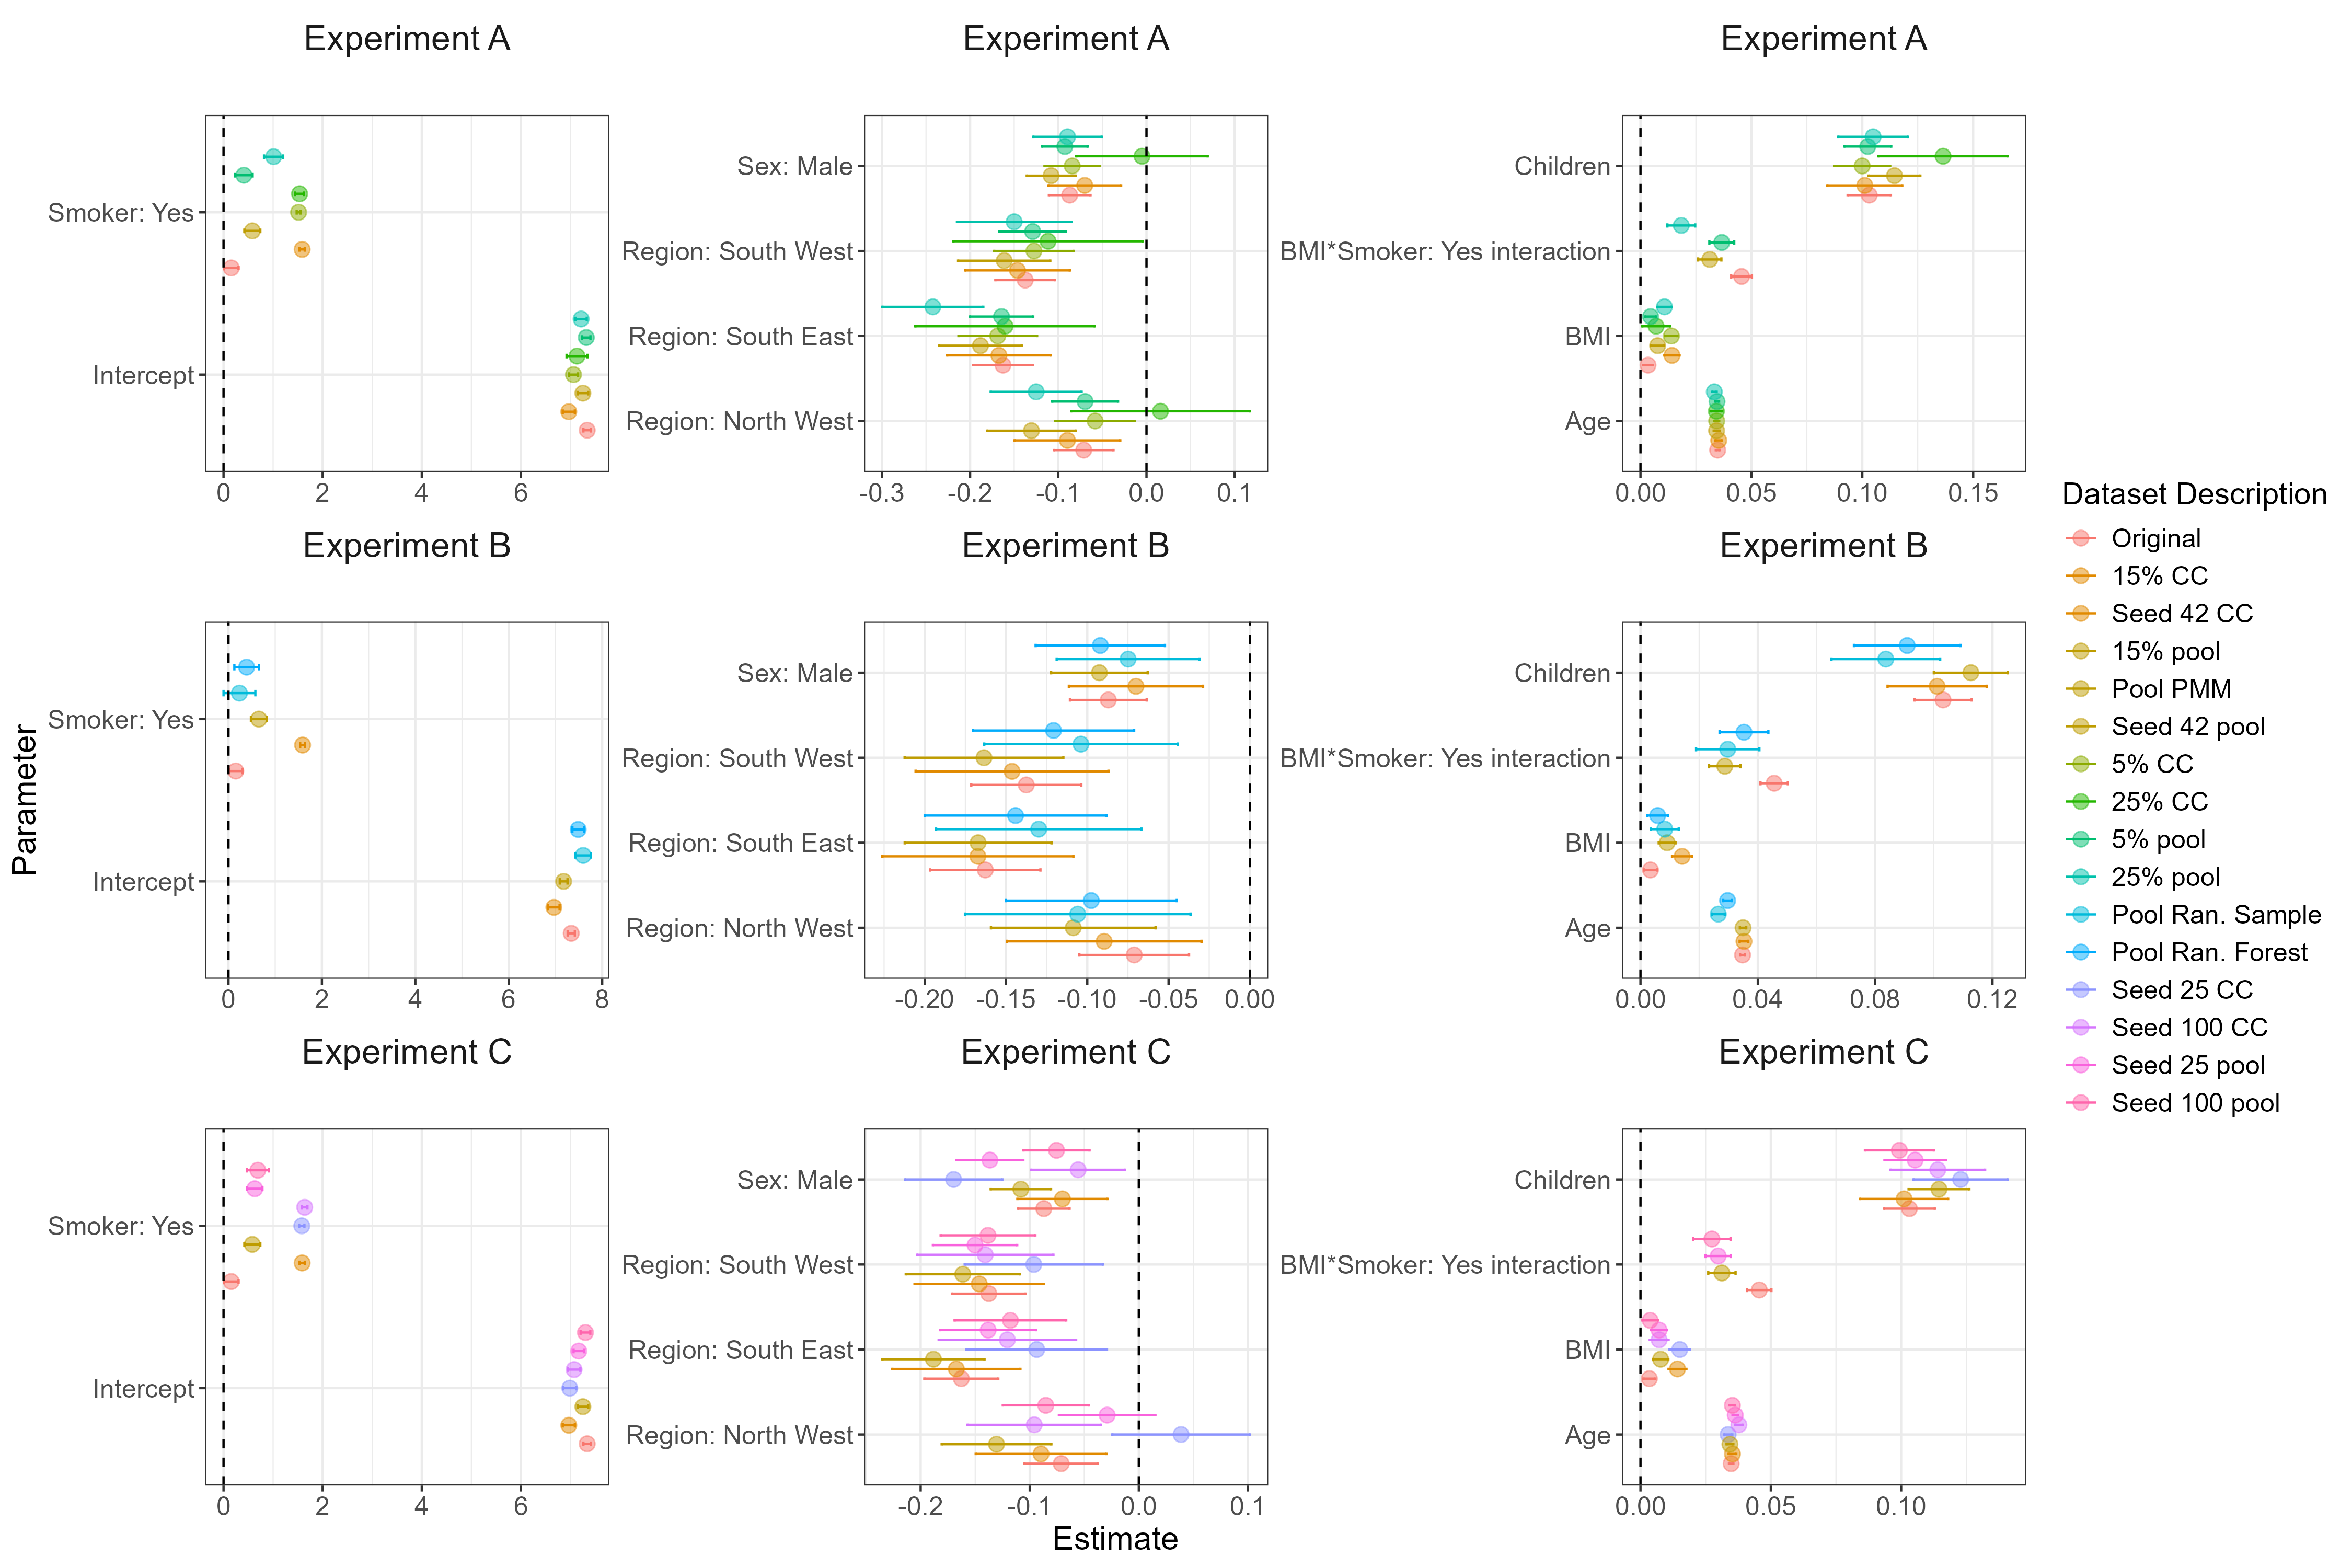 Experiment A
Experiment A
Experiment A
Smoker: Yes
Intercept
0 2 4 6
Sex: Male
Region: South West
Region: South East
Region: North West
-0.3 -0.2 -0.1 0.0 0.1
Children
BMI*Smoker: Yes interaction
BMI
Age
0.00 0.05 0.10 0.15
Experiment B
Experiment B
Experiment B
Parameter
Smoker: Yes
Intercept
0 2 4 6 8
Sex: Male
Region: South West
Region: South East
Region: North West
-0.20 -0.15 -0.10 -0.05 0.00
Children
BMI*Smoker: Yes interaction
BMI
Age
0.00 0.04 0.08 0.12
Experiment C
Experiment C
Experiment C
Smoker: Yes
Intercept
0 2 4 6
Sex: Male
Region: South West
Region: South East
Region: North West
-0.2 -0.1 0.0 0.1
Children
BMI*Smoker: Yes interaction
BMI
Age
0.00 0.05 0.10
Estimate
Dataset Description
Original
15% CC
Seed 42 CC
15% pool
Pool PMM
Seed 42 pool
5% CC
25% CC
5% pool
25% pool
Pool Ran. Sample
Pool Ran. Forest
Seed 25 CC
Seed 100 CC
Seed 25 pool
Seed 100 pool